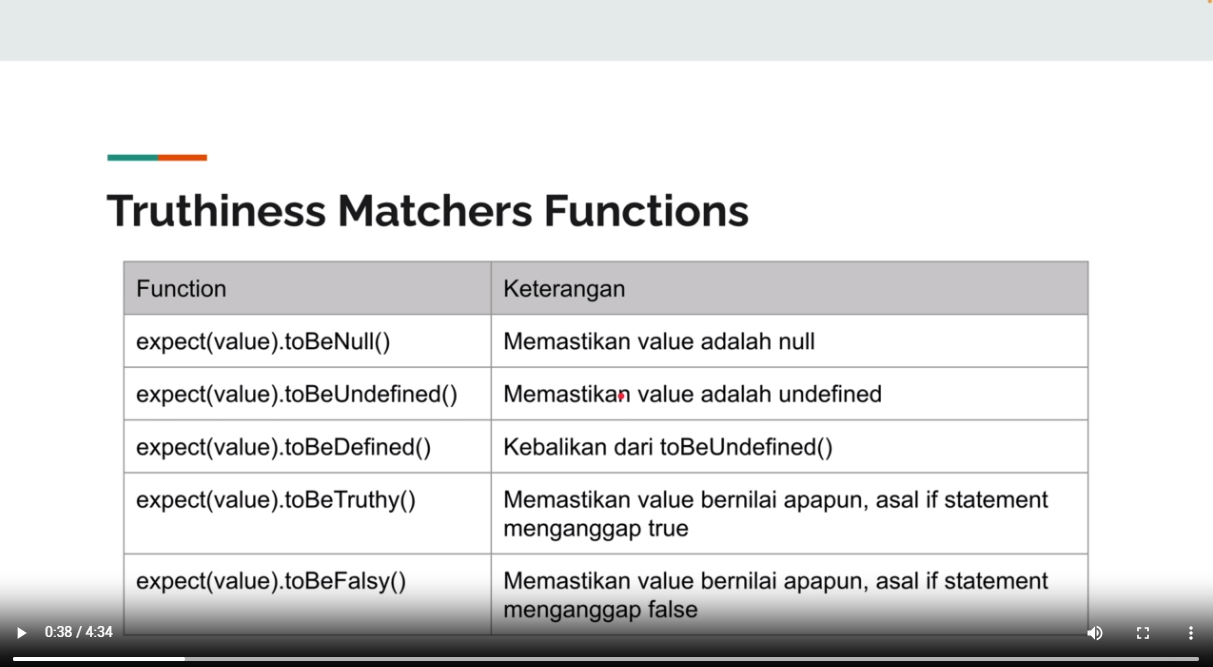 Truthiness Matchers Functions
Function
Keterangan
expect(value).toBeNull()
Memastikan value adalah null
expect(value).toBeUndefined()
Memastikan value adalah undefined
expect(value).toBeDefined()
Kebalikan dari toBeUndefined()
expect(value).toBeTruthy()
Memastikan value bernilai apapun, asal if statement
menganggap true
expect(value).toBeFalsy()
Memastikan value bernilai apapun, asal if statement
menganggap false
0:38 / 4:34